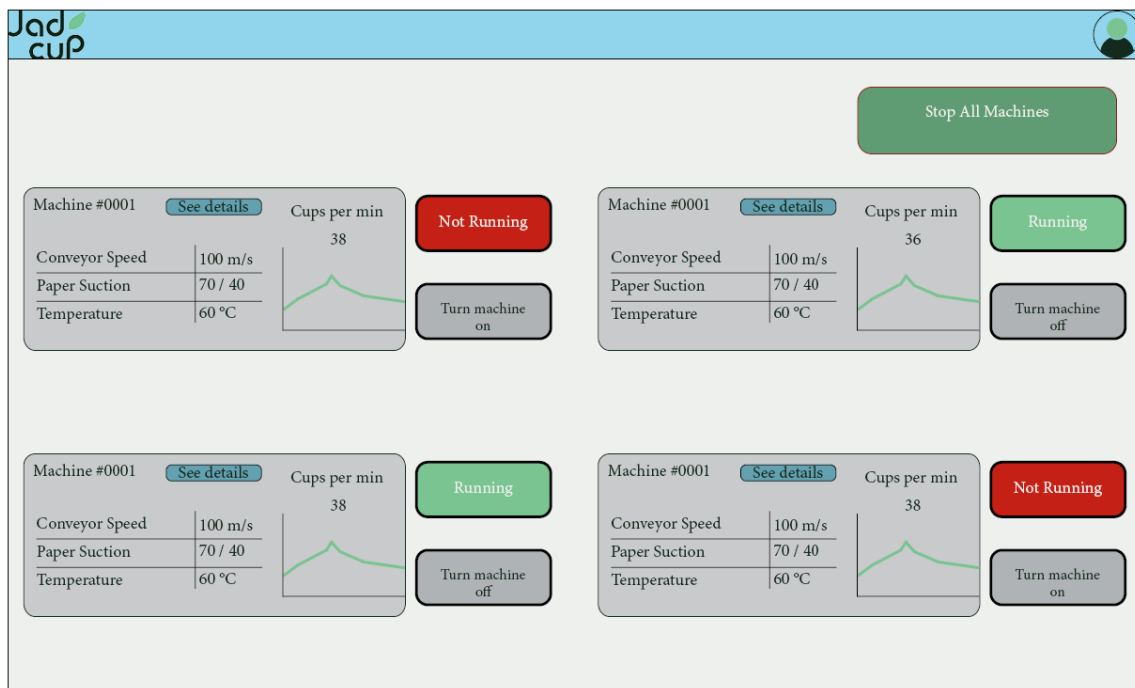 Jad
cup
Stop All Machines
Machine #0001
See details
Cups per min
38
Conveyor Speed
100 m/s
Paper Suction
70 / 40
Temperature
60 °C
Not Running
Turn machine
on
Machine #0001
See details
Cups per min
36
Conveyor Speed
100 m/s
Paper Suction
70 / 40
Temperature
60 °C
Running
Turn machine
off
Machine #0001
See details
Cups per min
38
Conveyor Speed
100 m/s
Paper Suction
70 / 40
Temperature
60 °C
Running
Turn machine
off
Machine #0001
See details
Cups per min
38
Conveyor Speed
100 m/s
Paper Suction
70 / 40
Temperature
60 °C
Not Running
Turn machine
on